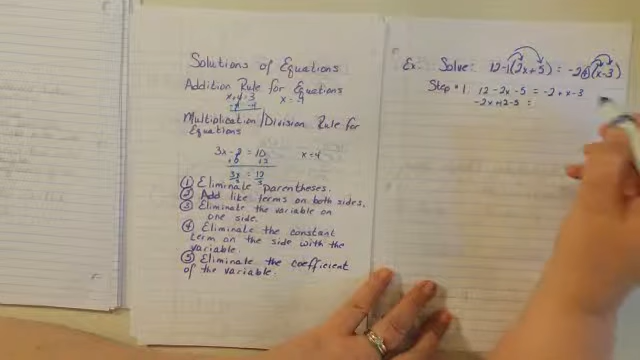 Solutions of Equations
Addition Rule for Equations
x+4=3 x=-4
-4 -4
Multiplication/Division Rule for
Equations
3x-2=10 x=4
3x = 12
① Eliminate parentheses.
② Add like terms on both sides.
③ Eliminate the variable on
one side.
④ Eliminate the constant
term on the side with the
variable.
⑤ Eliminate the coefficient
of the variable.
Ex. Solve: 12-1(2x+5) = -2+(x-3)
Step #1. 12-2x-5 = -2+x-3
-2x+12-5 =